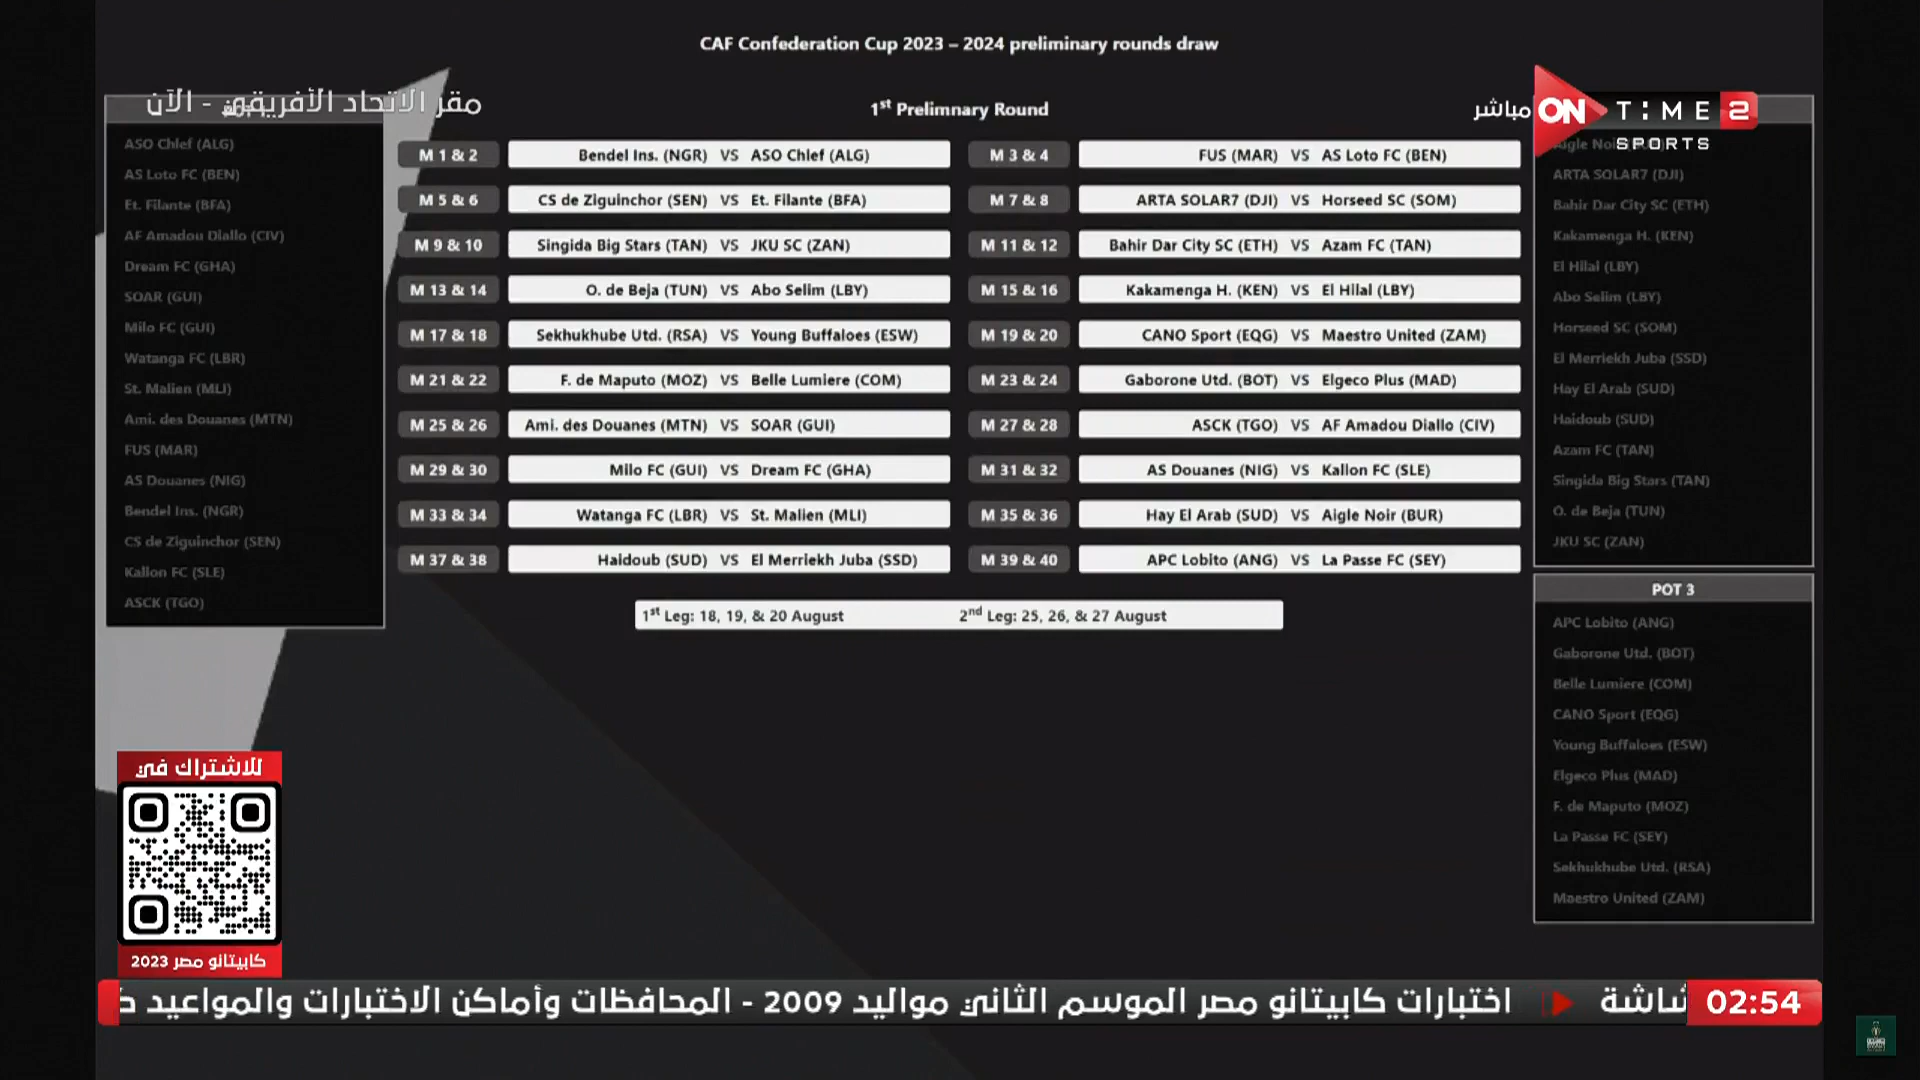 CAF Confederation Cup 2023 – 2024 preliminary rounds draw
مقر الاتحاد الأفريقي - الآن
1st Prelimnary Round
مباشر
ON TIME 2
SPORTS
ASO Chlef (ALG)
AS Loto FC (BEN)
Et. Filante (BFA)
AF Amadou Diallo (CIV)
Dream FC (GHA)
SOAR (GUI)
Milo FC (GUI)
Watanga FC (LBR)
St. Malien (MLI)
Ami. des Douanes (MTN)
FUS (MAR)
AS Douanes (NIG)
Bendel Ins. (NGR)
CS de Ziguinchor (SEN)
Kallon FC (SLE)
ASCK (TGO)
M 1 & 2 Bendel Ins. (NGR) VS ASO Chlef (ALG) M 3 & 4 FUS (MAR) VS AS Loto FC (BEN)
M 5 & 6 CS de Ziguinchor (SEN) VS Et. Filante (BFA) M 7 & 8 ARTA SOLAR7 (DJI) VS Horseed SC (SOM)
M 9 & 10 Singida Big Stars (TAN) VS JKU SC (ZAN) M 11 & 12 Bahir Dar City SC (ETH) VS Azam FC (TAN)
M 13 & 14 O. de Beja (TUN) VS Abo Selim (LBY) M 15 & 16 Kakamenga H. (KEN) VS El Hilal (LBY)
M 17 & 18 Sekhukhube Utd. (RSA) VS Young Buffaloes (ESW) M 19 & 20 CANO Sport (EQG) VS Maestro United (ZAM)
M 21 & 22 F. de Maputo (MOZ) VS Belle Lumiere (COM) M 23 & 24 Gaborone Utd. (BOT) VS Elgeco Plus (MAD)
M 25 & 26 Ami. des Douanes (MTN) VS SOAR (GUI) M 27 & 28 ASCK (TGO) VS AF Amadou Diallo (CIV)
M 29 & 30 Milo FC (GUI) VS Dream FC (GHA) M 31 & 32 AS Douanes (NIG) VS Kallon FC (SLE)
M 33 & 34 Watanga FC (LBR) VS St. Malien (MLI) M 35 & 36 Hay El Arab (SUD) VS Aigle Noir (BUR)
M 37 & 38 Haidoub (SUD) VS El Merriekh Juba (SSD) M 39 & 40 APC Lobito (ANG) VS La Passe FC (SEY)
1st Leg: 18, 19, & 20 August 2nd Leg: 25, 26, & 27 August
ARTA SOLAR7 (DJI)
Bahir Dar City SC (ETH)
Kakamenga H. (KEN)
El Hilal (LBY)
Abo Selim (LBY)
Horseed SC (SOM)
El Merriekh Juba (SSD)
Hay El Arab (SUD)
Haidoub (SUD)
Azam FC (TAN)
Singida Big Stars (TAN)
O. de Beja (TUN)
JKU SC (ZAN)
POT 3
APC Lobito (ANG)
Gaborone Utd. (BOT)
Belle Lumiere (COM)
CANO Sport (EQG)
Young Buffaloes (ESW)
Elgeco Plus (MAD)
F. de Maputo (MOZ)
La Passe FC (SEY)
Sekhukhube Utd. (RSA)
Maestro United (ZAM)
للاشتراك في
كابيتانو مصر 2023
اختبارات كابيتانو مصر الموسم الثاني مواليد 2009 - المحافظات وأماكن الاختبارات والمواعيد
02:54